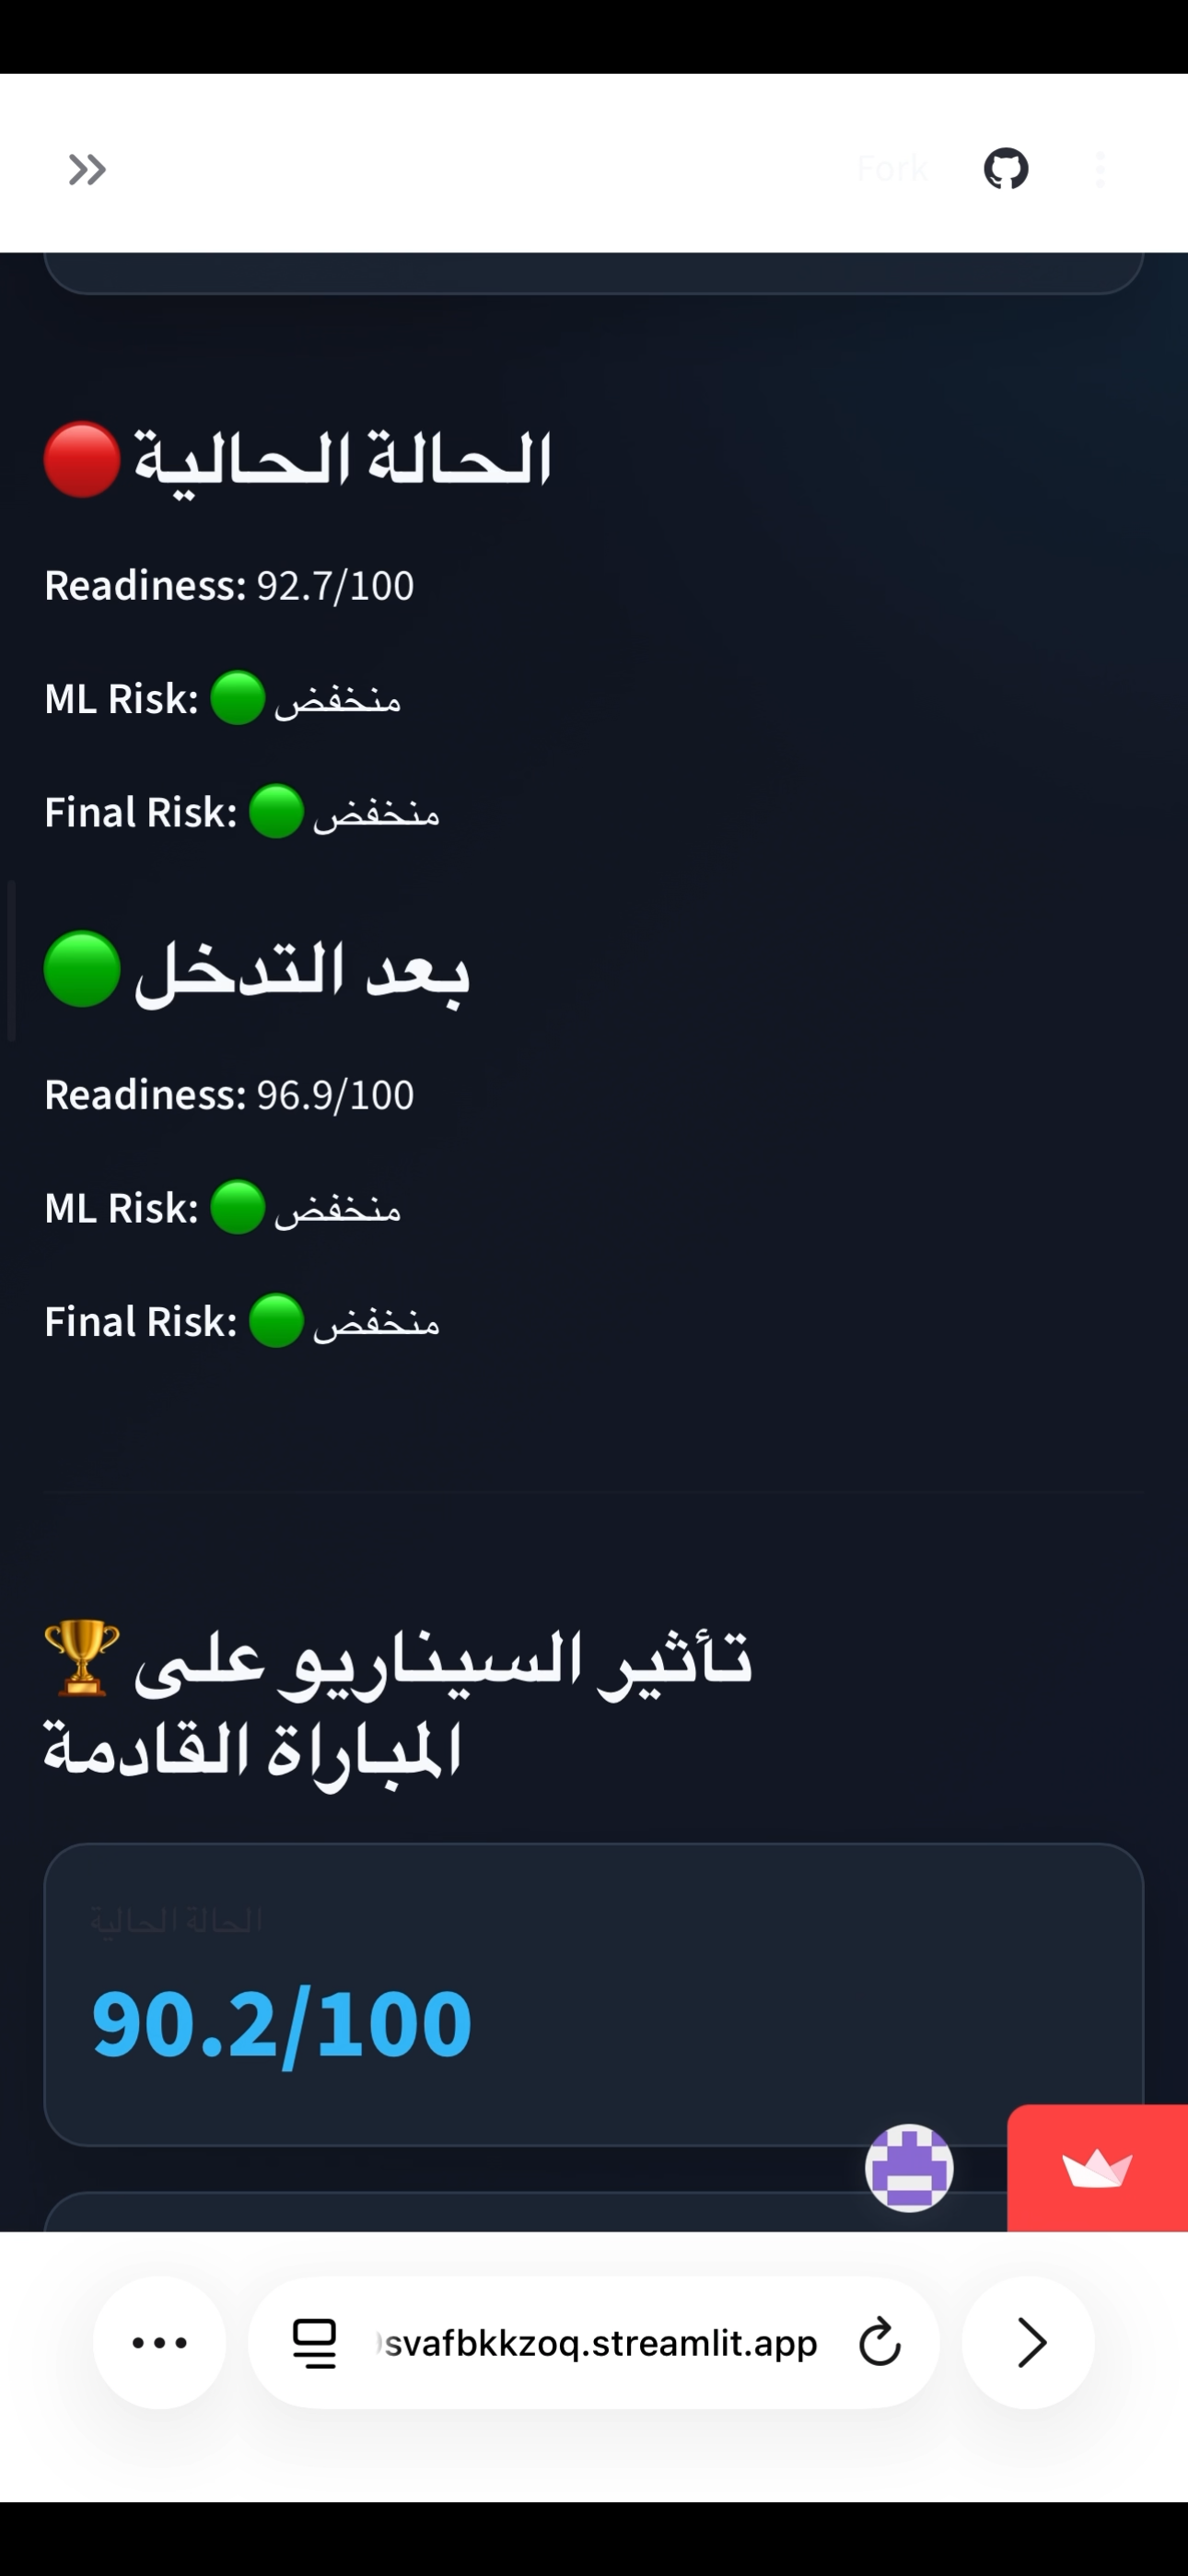 Fork
🔴 الحالة الحالية
Readiness: 92.7/100
ML Risk: 🟢 منخفض
Final Risk: 🟢 منخفض
🟢 بعد التدخل
Readiness: 96.9/100
ML Risk: 🟢 منخفض
Final Risk: 🟢 منخفض
🏆 تأثير السيناريو على
المباراة القادمة
الحالة الحالية
90.2/100
svafbkkzoq.streamlit.app